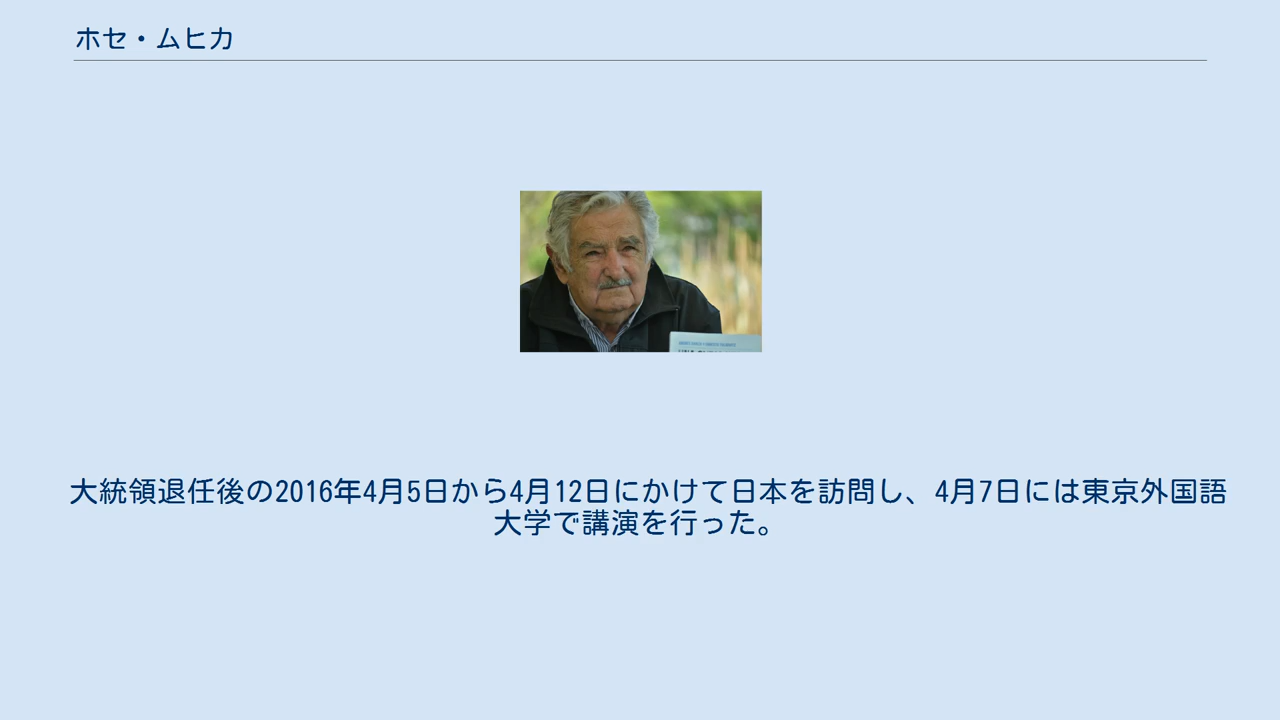 ホセ・ムヒカ
大統領退任後の2016年4月5日から4月12日にかけて日本を訪問し、4月7日には東京外国語
大学で講演を行った。